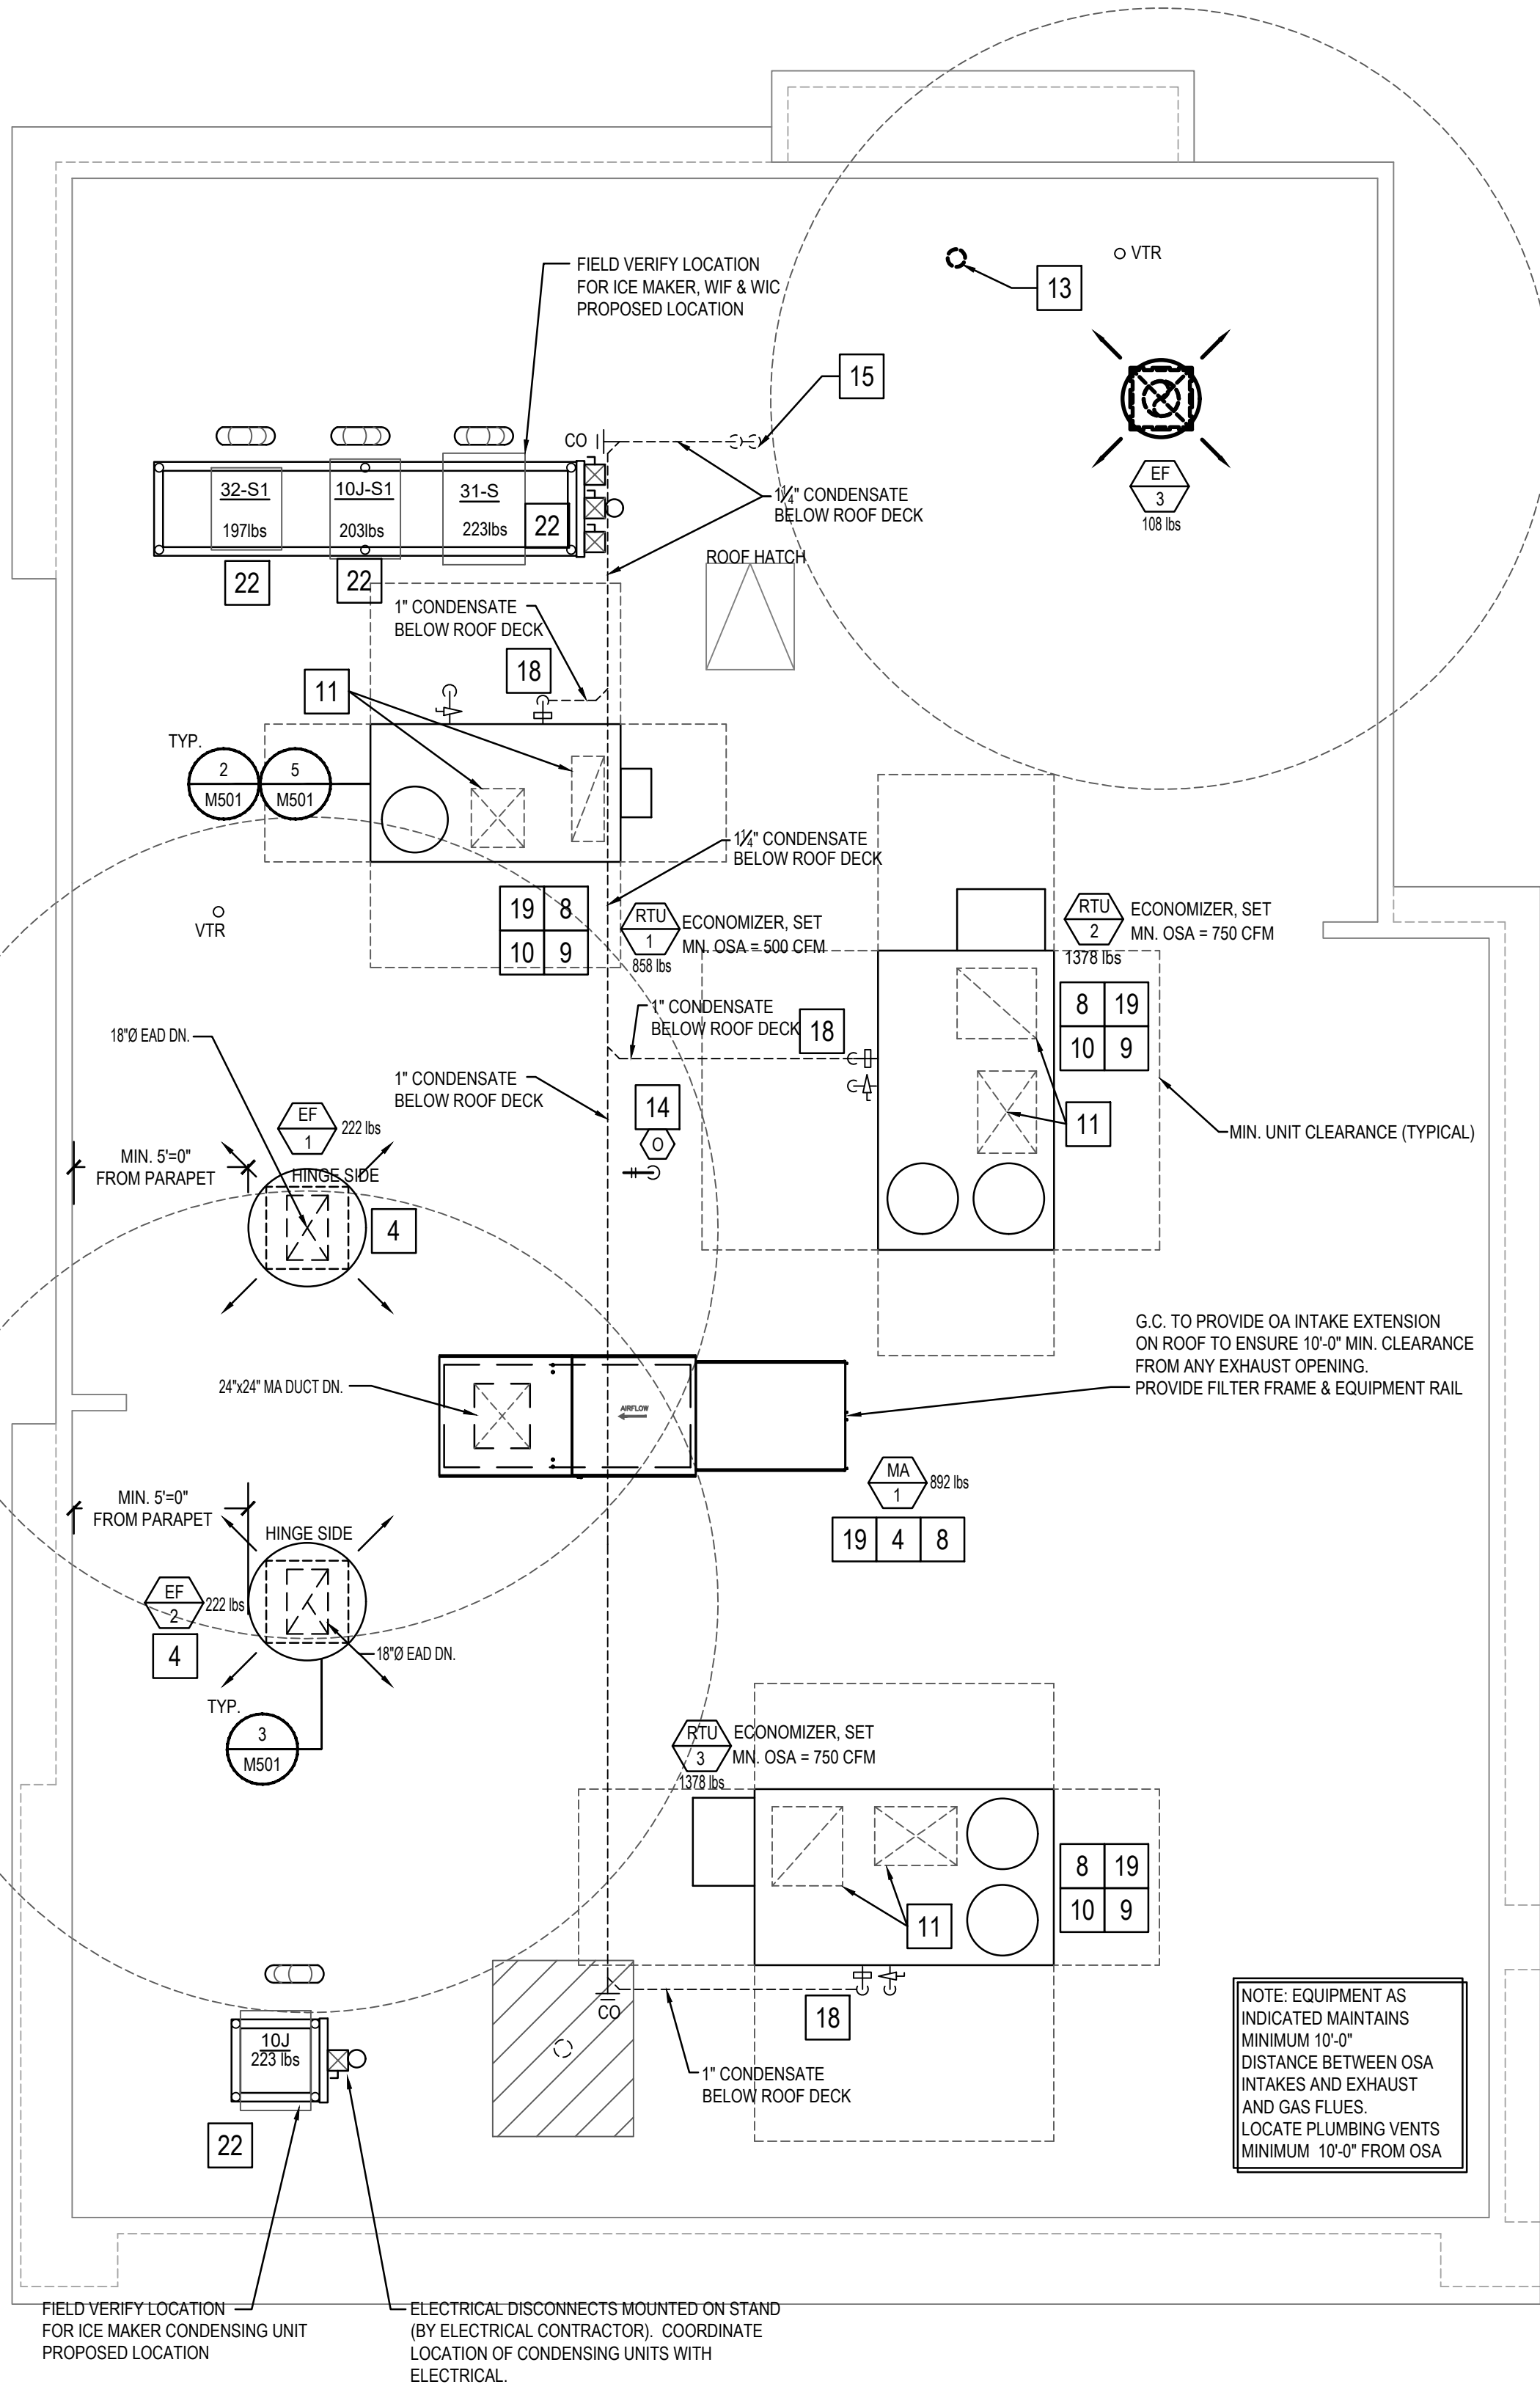 VTR
13
FIELD VERIFY LOCATION
FOR ICE MAKER, WIF & WIC
PROPOSED LOCATION
15
CO
32-S1
197lbs
10J-S1
203lbs
31-S
223lbs
22
22
22
1¼" CONDENSATE
BELOW ROOF DECK
EF
3
108 lbs
ROOF HATCH
1" CONDENSATE
BELOW ROOF DECK
18
11
TYP.
2
M501
5
M501
1¼" CONDENSATE
BELOW ROOF DECK
19
8
10
9
RTU
1
858 lbs
ECONOMIZER, SET
MN. OSA = 500 CFM
RTU
2
1378 lbs
ECONOMIZER, SET
MN. OSA = 750 CFM
VTR
8
19
10
9
1" CONDENSATE
BELOW ROOF DECK
18
18"Ø EAD DN.
1" CONDENSATE
BELOW ROOF DECK
14
O
11
MIN. UNIT CLEARANCE (TYPICAL)
EF
1
222 lbs
MIN. 5'=0"
FROM PARAPET
HINGE SIDE
4
G.C. TO PROVIDE OA INTAKE EXTENSION
ON ROOF TO ENSURE 10'-0" MIN. CLEARANCE
FROM ANY EXHAUST OPENING.
PROVIDE FILTER FRAME & EQUIPMENT RAIL
24"x24" MA DUCT DN.
AIRFLOW
MA
1
892 lbs
19
4
8
MIN. 5'=0"
FROM PARAPET
HINGE SIDE
EF
2
222 lbs
4
18"Ø EAD DN.
TYP.
3
M501
RTU
3
1378 lbs
ECONOMIZER, SET
MN. OSA = 750 CFM
8
19
10
9
11
18
CO
1" CONDENSATE
BELOW ROOF DECK
10J
223 lbs
22
NOTE: EQUIPMENT AS
INDICATED MAINTAINS
MINIMUM 10'-0"
DISTANCE BETWEEN OSA
INTAKES AND EXHAUST
AND GAS FLUES.
LOCATE PLUMBING VENTS
MINIMUM 10'-0" FROM OSA
FIELD VERIFY LOCATION
FOR ICE MAKER CONDENSING UNIT
PROPOSED LOCATION
ELECTRICAL DISCONNECTS MOUNTED ON STAND
(BY ELECTRICAL CONTRACTOR). COORDINATE
LOCATION OF CONDENSING UNITS WITH
ELECTRICAL.